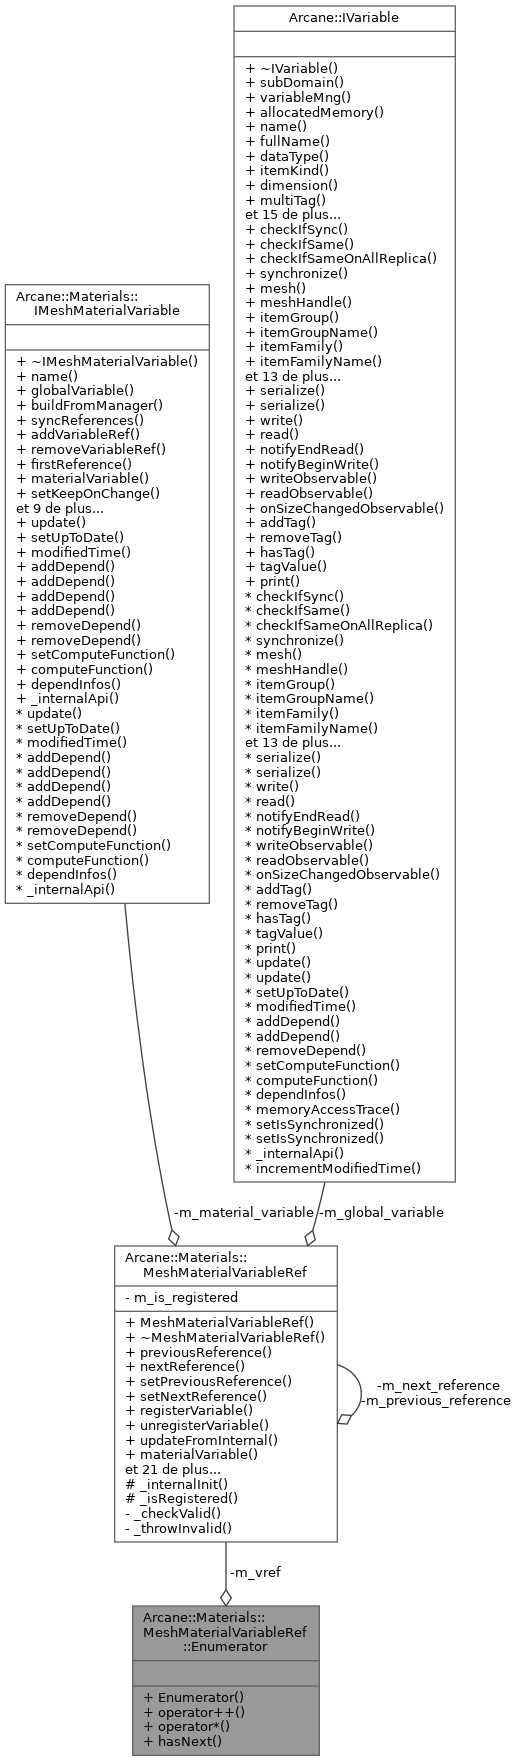 Arcane::IVariable
+ ~IVariable()
+ subDomain()
+ variableMng()
+ allocatedMemory()
+ name()
+ fullName()
+ dataType()
+ itemKind()
+ dimension()
+ multiTag()
et 15 de plus...
+ checkIfSync()
+ checkIfSame()
+ checkIfSameOnAllReplica()
+ synchronize()
+ mesh()
+ meshHandle()
+ itemGroup()
+ itemGroupName()
+ itemFamily()
+ itemFamilyName()
et 13 de plus...
+ serialize()
+ serialize()
+ write()
+ read()
+ notifyEndRead()
+ notifyBeginWrite()
+ writeObservable()
+ readObservable()
+ onSizeChangedObservable()
+ addTag()
+ removeTag()
+ hasTag()
+ tagValue()
+ print()
* checkIfSync()
* checkIfSame()
* checkIfSameOnAllReplica()
* synchronize()
* mesh()
* meshHandle()
* itemGroup()
* itemGroupName()
* itemFamily()
* itemFamilyName()
et 13 de plus...
* serialize()
* serialize()
* write()
* read()
* notifyEndRead()
* notifyBeginWrite()
* writeObservable()
* readObservable()
* onSizeChangedObservable()
* addTag()
* removeTag()
* hasTag()
* tagValue()
* print()
* update()
* update()
* setUpToDate()
* modifiedTime()
* addDepend()
* addDepend()
* removeDepend()
* setComputeFunction()
* computeFunction()
* dependInfos()
* memoryAccessTrace()
* setIsSynchronized()
* setIsSynchronized()
* _internalApi()
* incrementModifiedTime()
Arcane::Materials::
IMeshMaterialVariable
+ ~IMeshMaterialVariable()
+ name()
+ globalVariable()
+ buildFromManager()
+ syncReferences()
+ addVariableRef()
+ removeVariableRef()
+ firstReference()
+ materialVariable()
+ setKeepOnChange()
et 9 de plus...
+ update()
+ setUpToDate()
+ modifiedTime()
+ addDepend()
+ addDepend()
+ addDepend()
+ addDepend()
+ removeDepend()
+ removeDepend()
+ setComputeFunction()
+ computeFunction()
+ dependInfos()
+ _internalApi()
* update()
* setUpToDate()
* modifiedTime()
* addDepend()
* addDepend()
* addDepend()
* addDepend()
* removeDepend()
* removeDepend()
* setComputeFunction()
* computeFunction()
* dependInfos()
* _internalApi()
-m_material_variable
-m_global_variable
Arcane::Materials::
MeshMaterialVariableRef
- m_is_registered
+ MeshMaterialVariableRef()
+ ~MeshMaterialVariableRef()
+ previousReference()
+ nextReference()
+ setPreviousReference()
+ setNextReference()
+ registerVariable()
+ unregisterVariable()
+ updateFromInternal()
+ materialVariable()
et 21 de plus...
# _internalInit()
# _isRegistered()
- _checkValid()
- _throwInvalid()
-m_next_reference
-m_previous_reference
-m_vref
Arcane::Materials::
MeshMaterialVariableRef
::Enumerator
+ Enumerator()
+ operator++()
+ operator*()
+ hasNext()